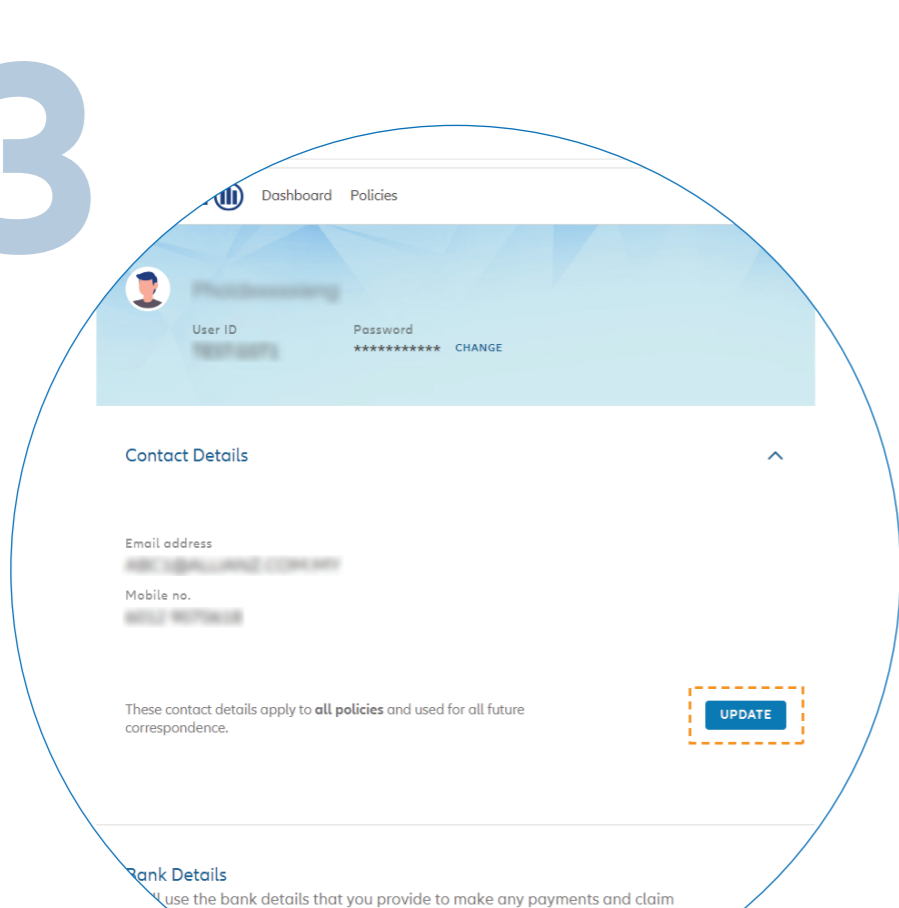 3
Dashboard Policies
User ID Password
*********** CHANGE
Contact Details
Email address
Mobile no.
These contact details apply to all policies and used for all future
correspondence.
UPDATE
Bank Details
use the bank details that you provide to make any payments and claim